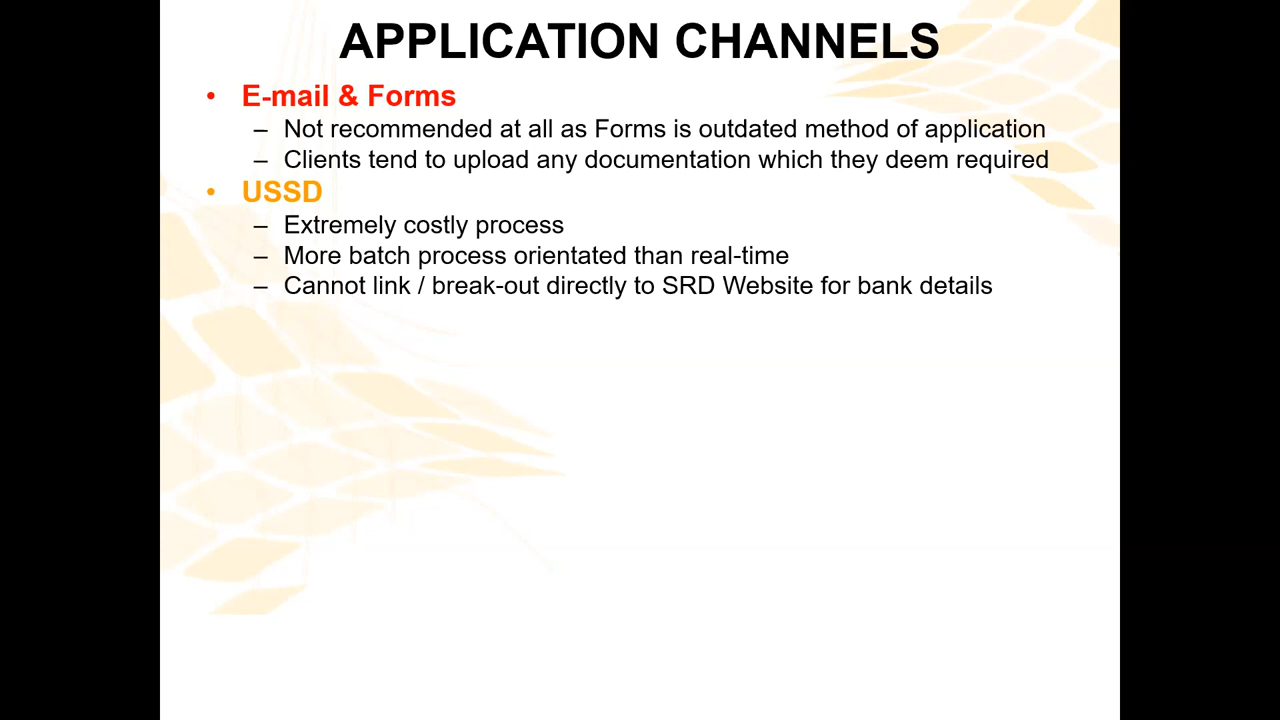 APPLICATION CHANNELS
• E-mail & Forms
– Not recommended at all as Forms is outdated method of application
– Clients tend to upload any documentation which they deem required
• USSD
– Extremely costly process
– More batch process orientated than real-time
– Cannot link / break-out directly to SRD Website for bank details